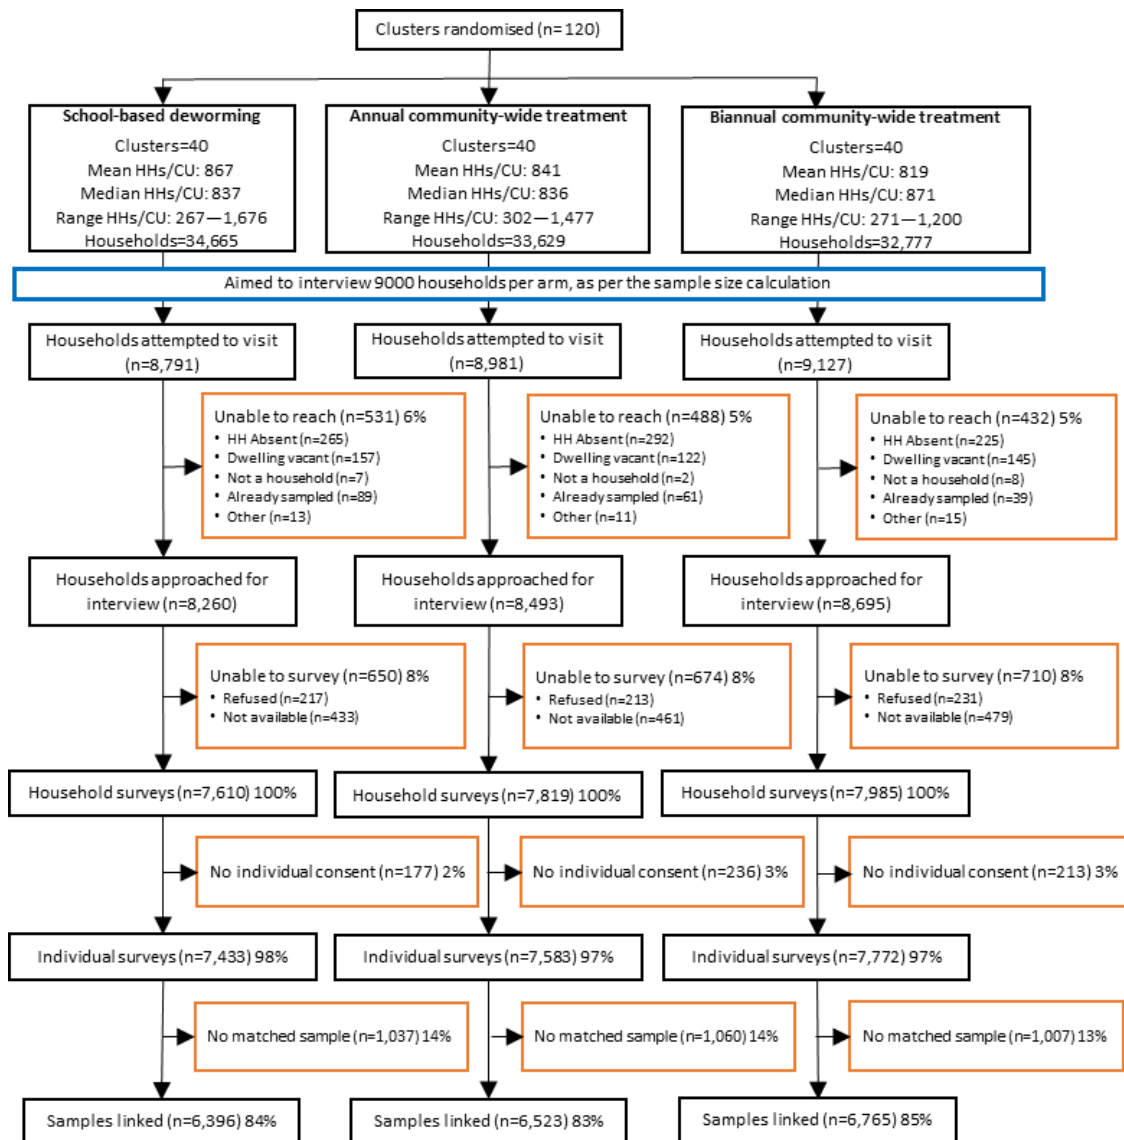 Clusters randomised (n=120)
School-based deworming
Clusters=40
Mean HHs/CU: 867
Median HHs/CU: 837
Range HHs/CU: 267—1,676
Households=34,665
Annual community-wide treatment
Clusters=40
Mean HHs/CU: 841
Median HHs/CU: 836
Range HHs/CU: 302—1,477
Households=33,629
Biannual community-wide treatment
Clusters=40
Mean HHs/CU: 819
Median HHs/CU: 871
Range HHs/CU: 271—1,200
Households=32,777
Aimed to interview 9000 households per arm, as per the sample size calculation
Households attempted to visit
(n=8,791)
Households attempted to visit
(n=8,981)
Households attempted to visit
(n=9,127)
Unable to reach (n=531) 6%
• HH Absent (n=265)
• Dwelling vacant (n=157)
• Not a household (n=7)
• Already sampled (n=89)
• Other (n=13)
Unable to reach (n=488) 5%
• HH Absent (n=292)
• Dwelling vacant (n=122)
• Not a household (n=2)
• Already sampled (n=61)
• Other (n=11)
Unable to reach (n=432) 5%
• HH Absent (n=225)
• Dwelling vacant (n=145)
• Not a household (n=8)
• Already sampled (n=39)
• Other (n=15)
Households approached for
interview (n=8,260)
Households approached for
interview (n=8,493)
Households approached for
interview (n=8,695)
Unable to survey (n=650) 8%
• Refused (n=217)
• Not available (n=433)
Unable to survey (n=674) 8%
• Refused (n=213)
• Not available (n=461)
Unable to survey (n=710) 8%
• Refused (n=231)
• Not available (n=479)
Household surveys (n=7,610) 100%
Household surveys (n=7,819) 100%
Household surveys (n=7,985) 100%
No individual consent (n=177) 2%
No individual consent (n=236) 3%
No individual consent (n=213) 3%
Individual surveys (n=7,433) 98%
Individual surveys (n=7,583) 97%
Individual surveys (n=7,772) 97%
No matched sample (n=1,037) 14%
No matched sample (n=1,060) 14%
No matched sample (n=1,007) 13%
Samples linked (n=6,396) 84%
Samples linked (n=6,523) 83%
Samples linked (n=6,765) 85%